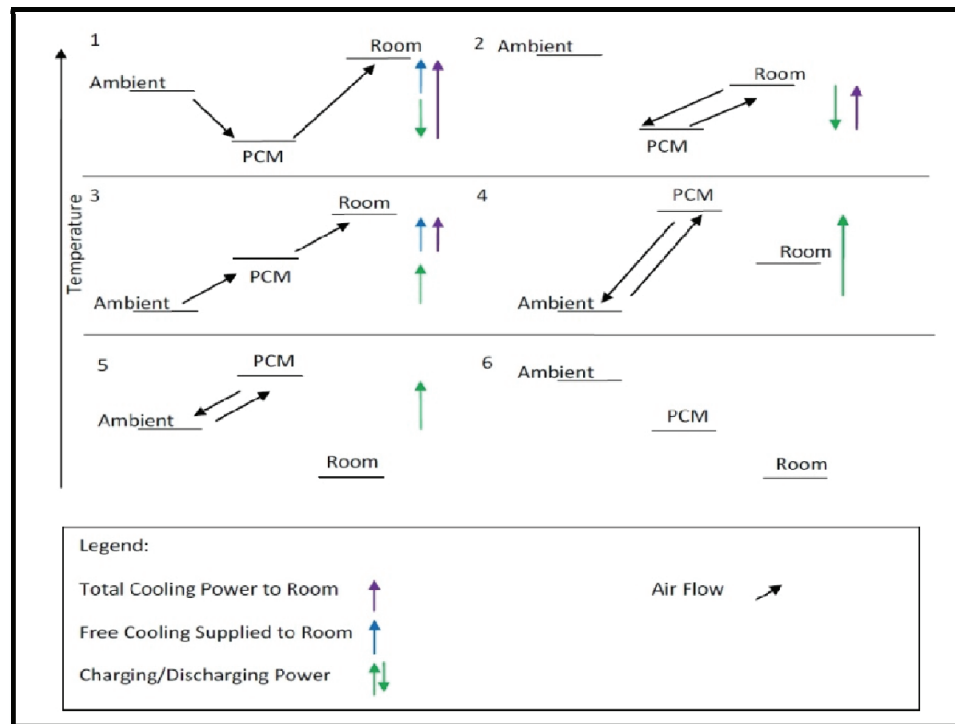 1
Room
Ambient
PCM
2
Ambient
Room
PCM
3
Room
PCM
Ambient
4
PCM
Room
Ambient
Temperature
5
PCM
Ambient
Room
6
Ambient
PCM
Room
Legend:
Total Cooling Power to Room
Air Flow
Free Cooling Supplied to Room
Charging/Discharging Power